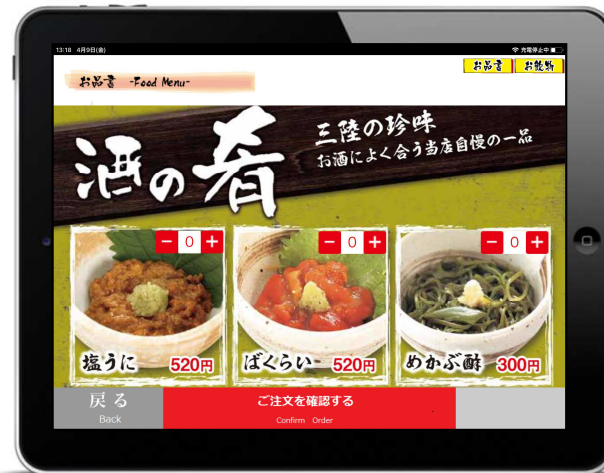 13:18 4月9日(金)
充電停止中
お品書 -Food Menu-
お品書 お飲物
酒の肴
三陸の珍味
お酒によく合う当店自慢の一品
− 0 +
− 0 +
− 0 +
塩うに 520円
ばくらい 520円
めかぶ酢 300円
戻る
Back
ご注文を確認する
Confirm Order